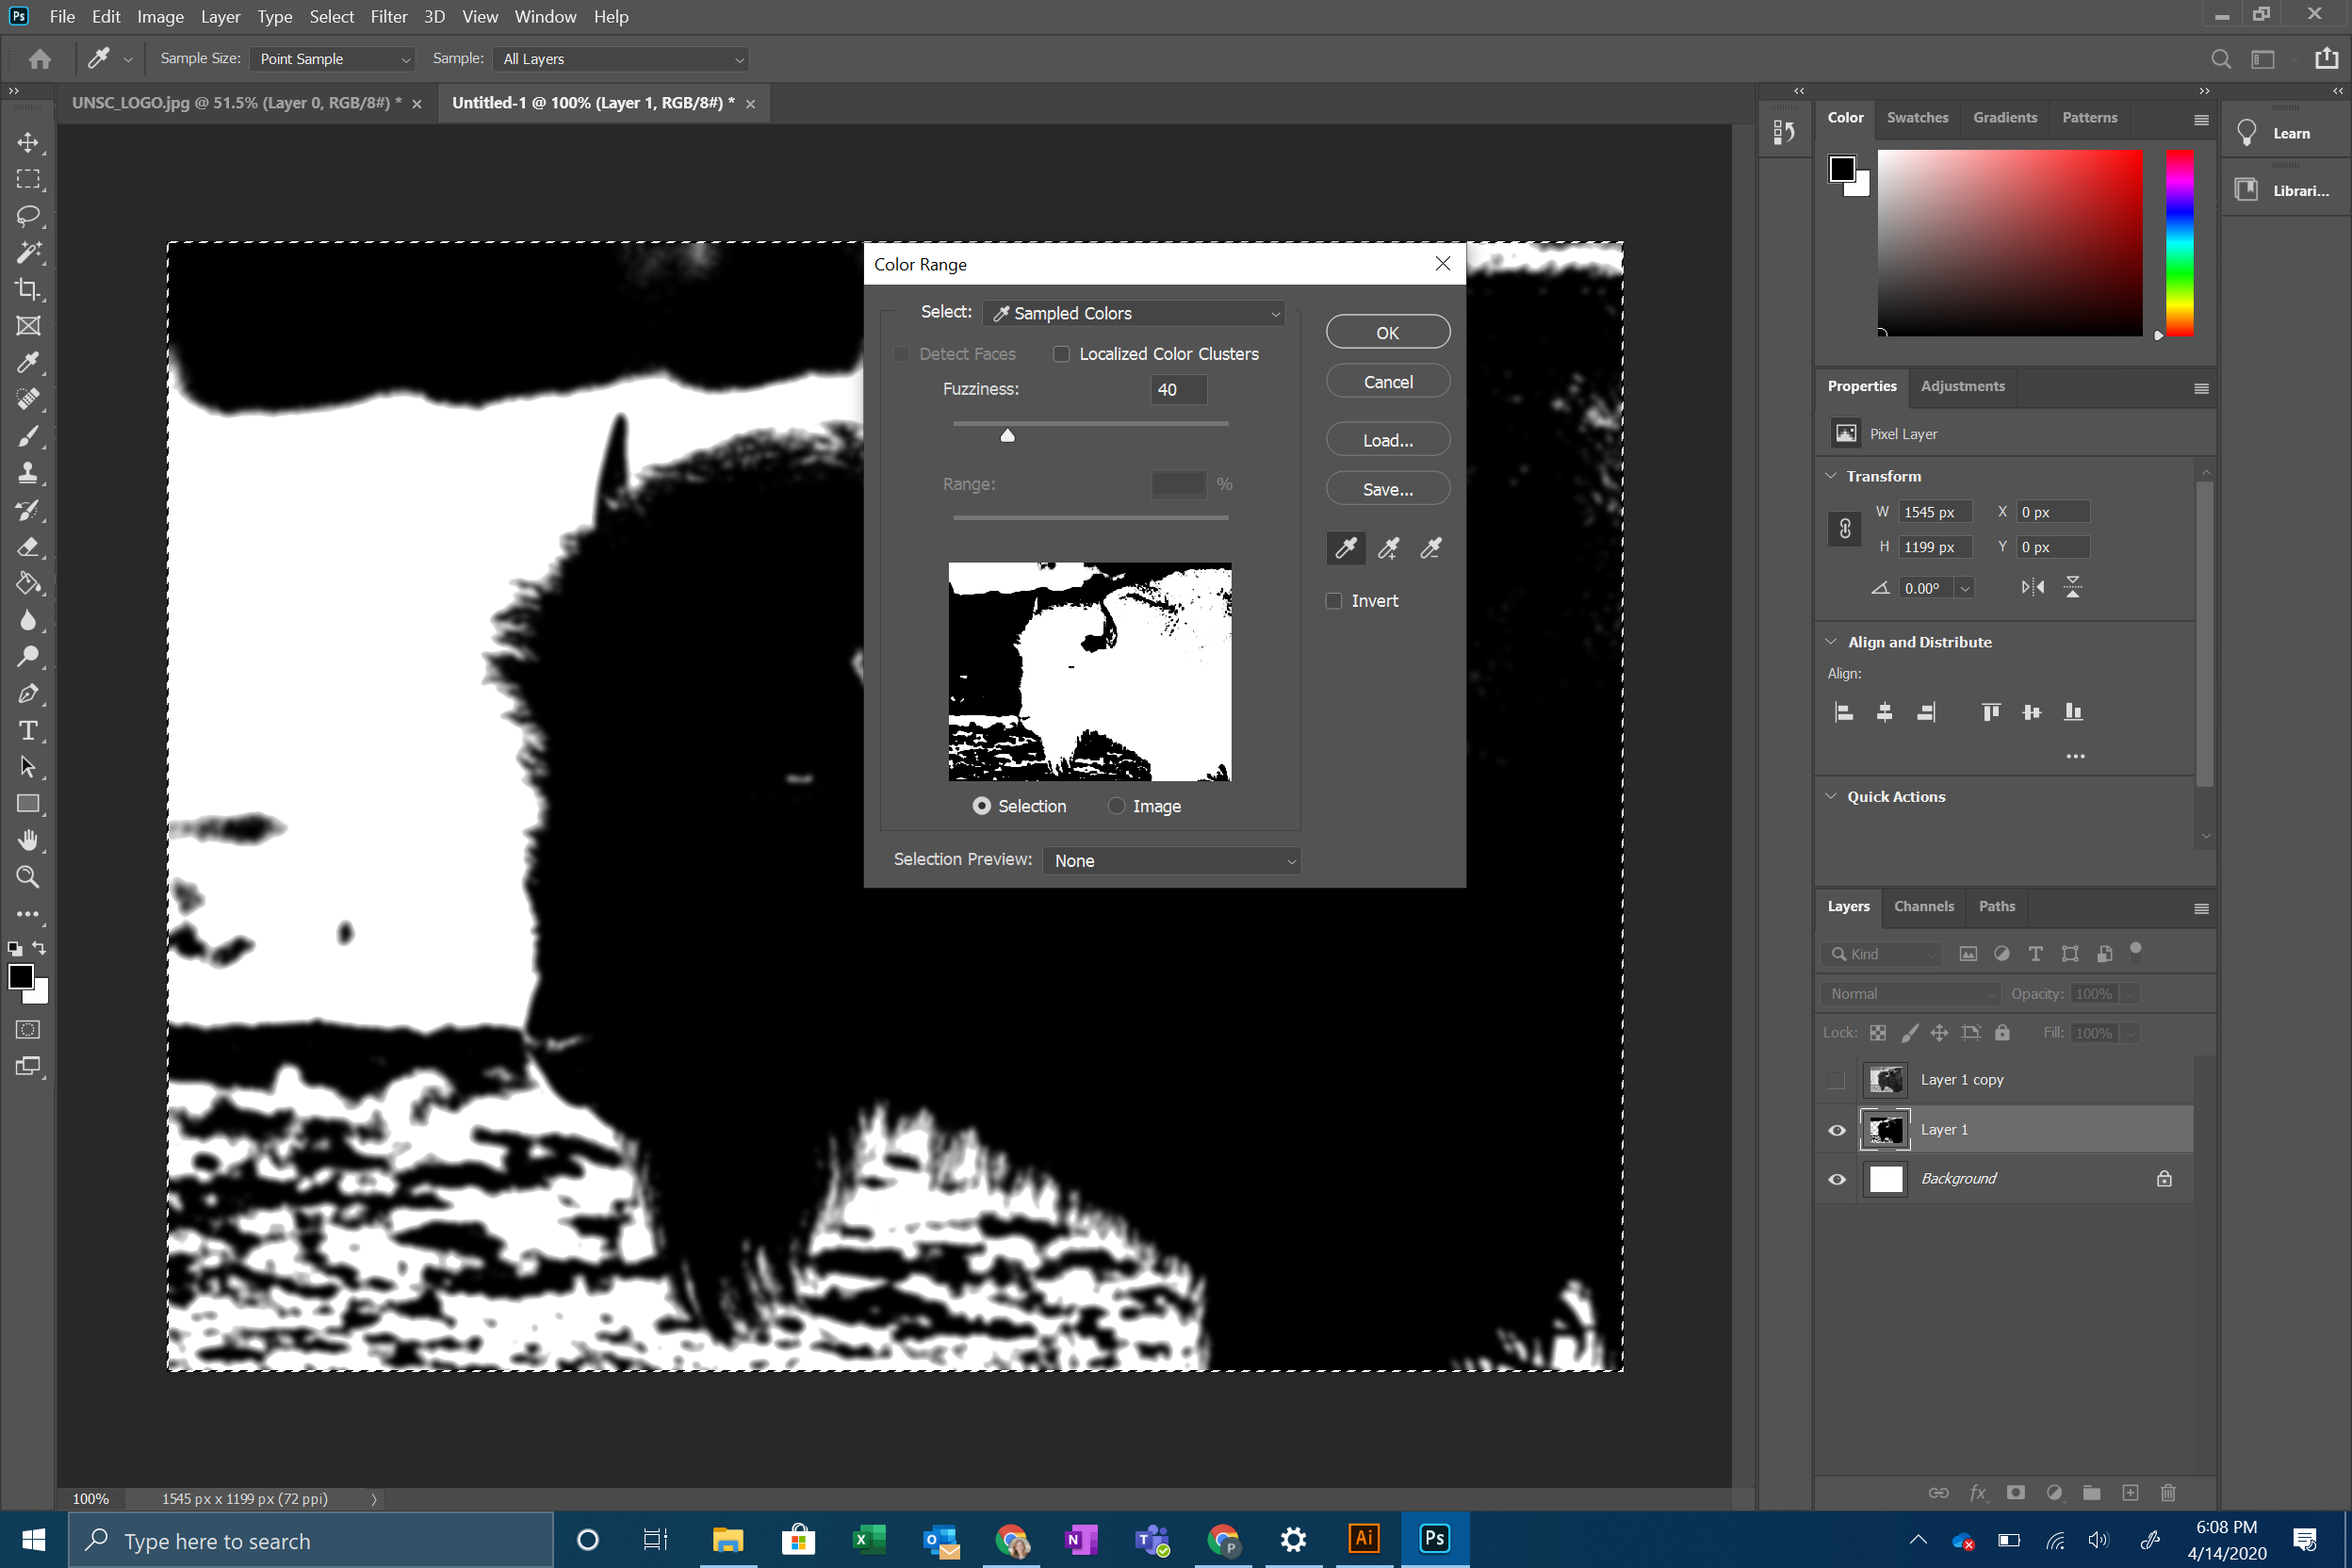 Ps File Edit Image Layer Type Select Filter 3D View Window Help
Sample Size: Point Sample Sample: All Layers
UNSC_LOGO.jpg @ 51.5% (Layer 0, RGB/8#) * × Untitled-1 @ 100% (Layer 1, RGB/8#) * ×
Color Range
Select: Sampled Colors
Detect Faces Localized Color Clusters
Fuzziness: 40
Range: %
Selection Image
Selection Preview: None
OK
Cancel
Load...
Save...
Invert
Color Swatches Gradients Patterns
Learn
Librari...
Properties Adjustments
Pixel Layer
Transform
W 1545 px X 0 px
H 1199 px Y 0 px
0.00°
Align and Distribute
Align:
Quick Actions
Layers Channels Paths
Kind
Normal Opacity: 100%
Lock: Fill: 100%
Layer 1 copy
Layer 1
Background
100% 1545 px x 1199 px (72 ppi)
Type here to search
Ai Ps
6:08 PM
4/14/2020